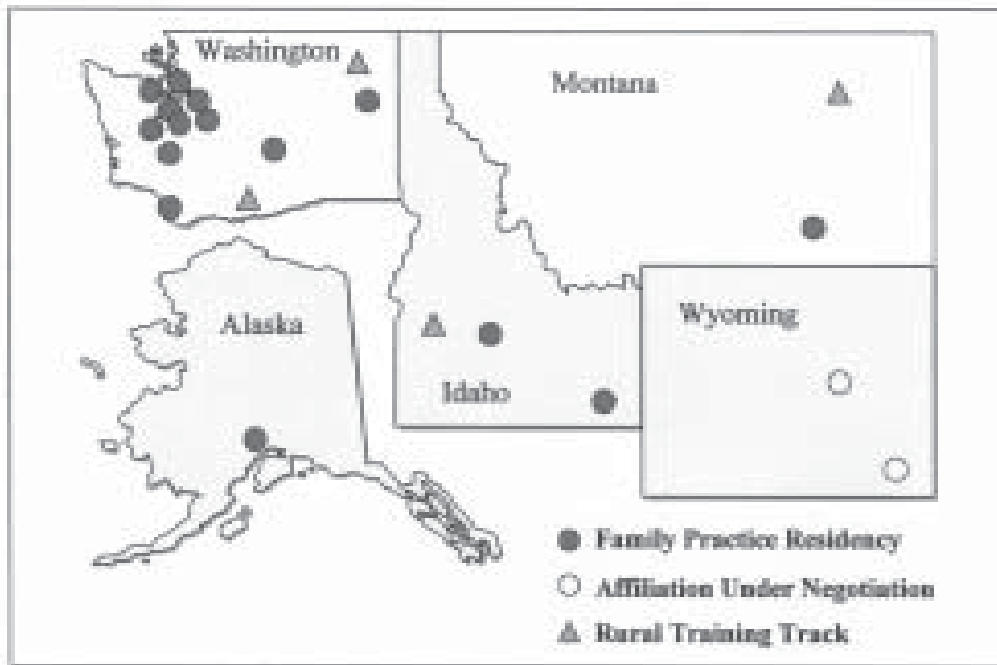 Washington
Montana
Alaska
Wyoming
Idaho
Family Practice Residency
Affiliation Under Negotiation
Rural Training Track